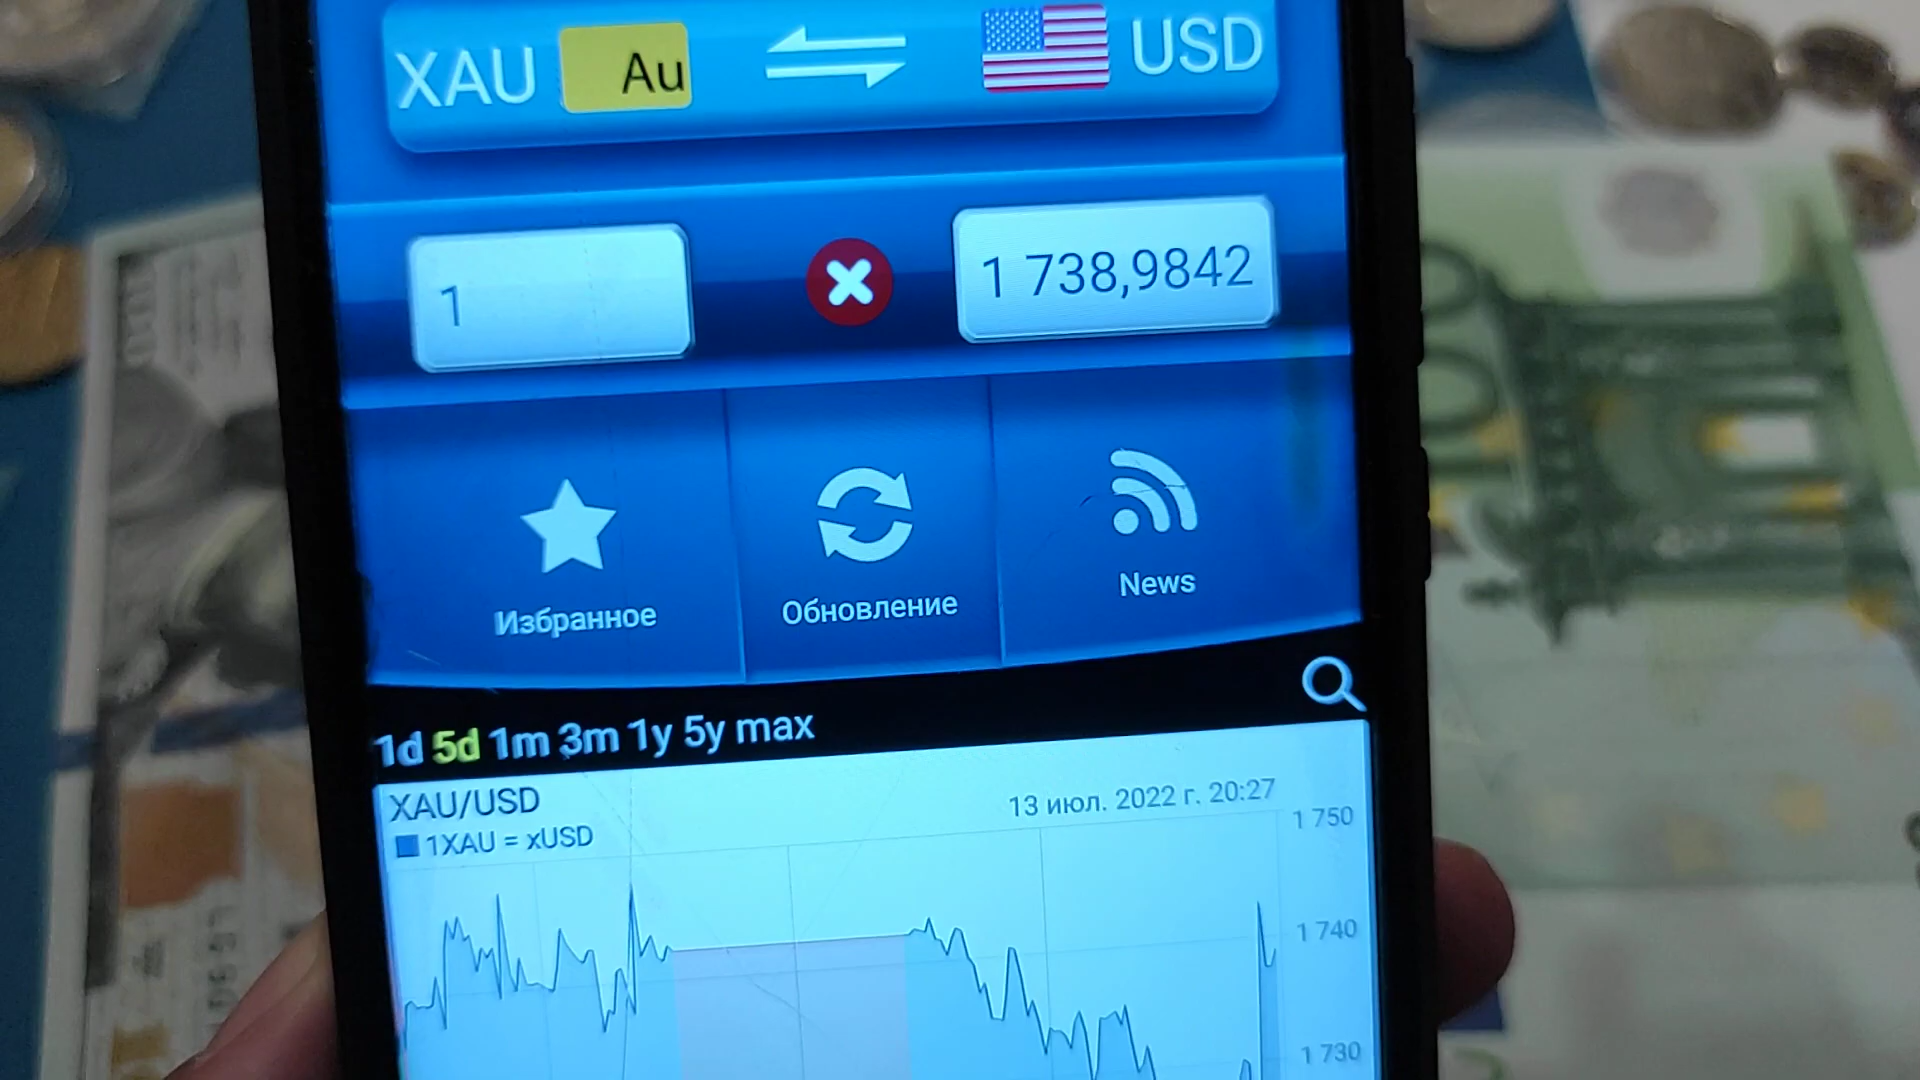 XAU Au USD
1 1 738,9842
Избранное Обновление News
1d 5d 1m 3m 1y 5y max
XAU/USD 13 июл. 2022 г. 20:27
1XAU = xUSD
1 750
1 740
1 730